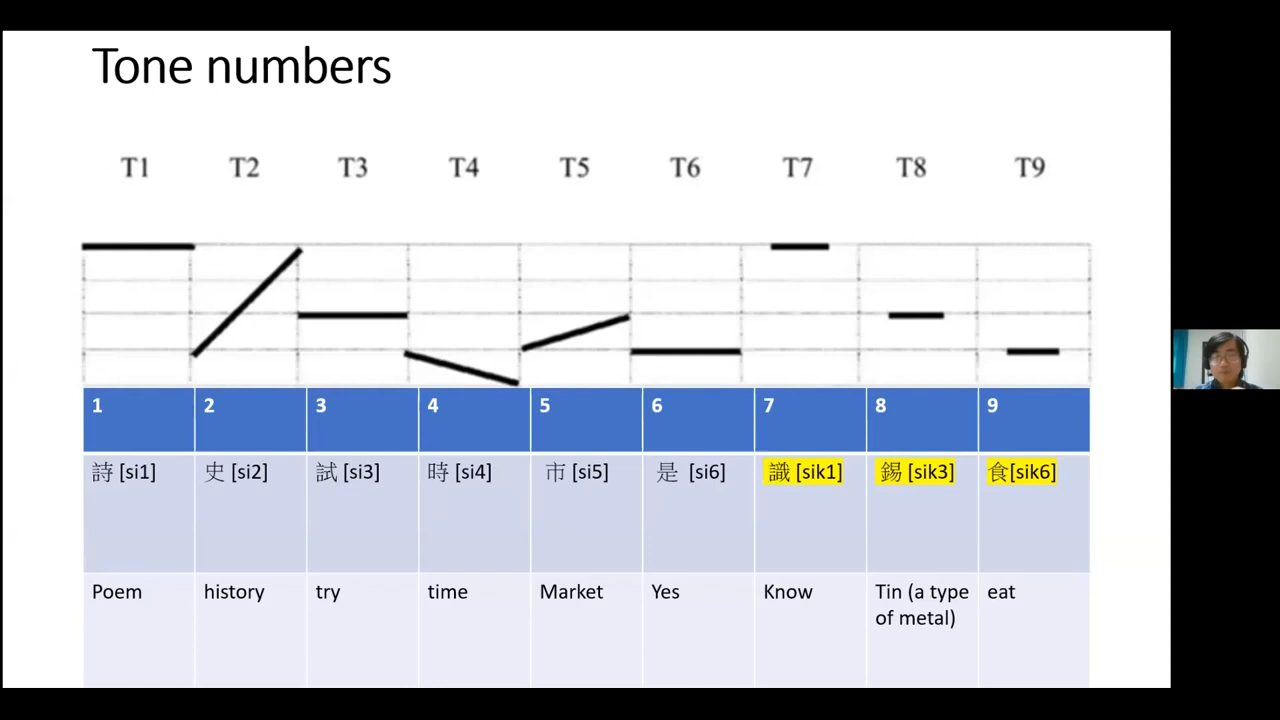 Tone numbers
T1 T2 T3 T4 T5 T6 T7 T8 T9
1 2 3 4 5 6 7 8 9
詩 [si1] 史 [si2] 試 [si3] 時 [si4] 市 [si5] 是 [si6] 識 [sik1] 錫 [sik3] 食[sik6]
Poem history try time Market Yes Know Tin (a type eat
of metal)